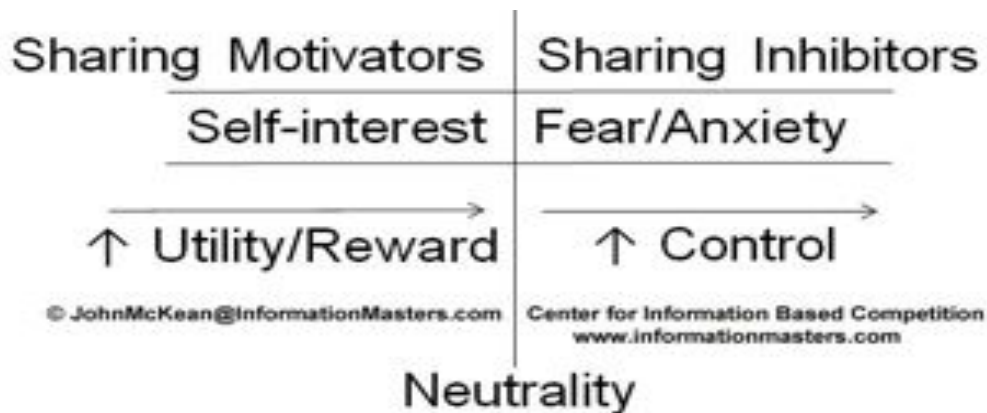 Sharing Motivators
Sharing Inhibitors
Self-interest
Fear/Anxiety
↑ Utility/Reward
↑ Control
© JohnMcKean@InformationMasters.com
Center for Information Based Competition
www.informationmasters.com
Neutrality